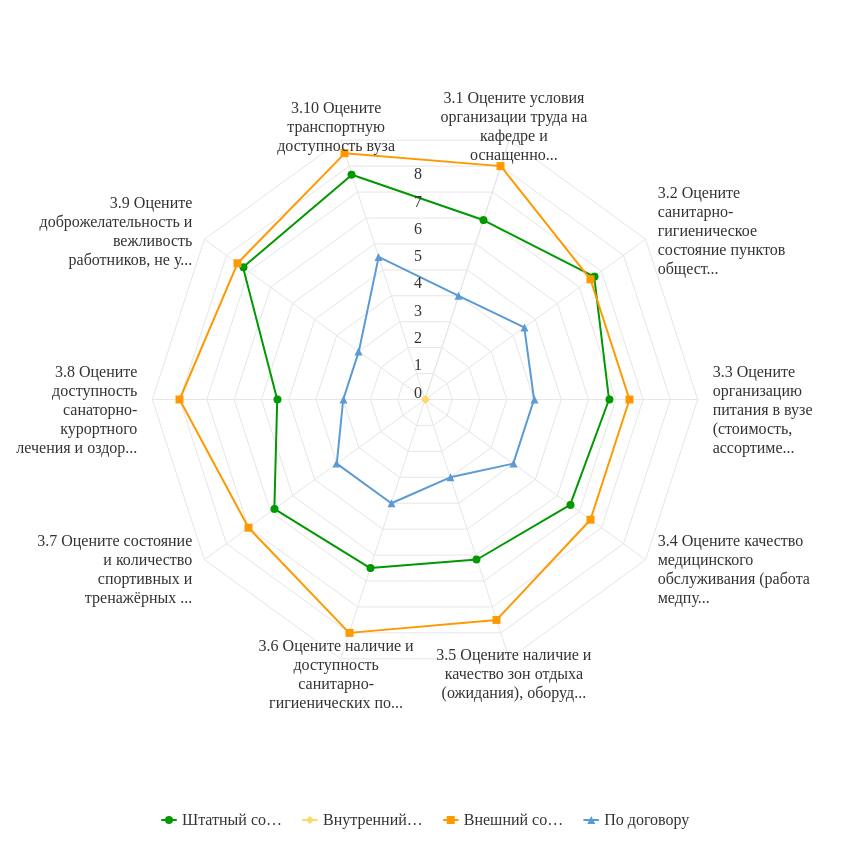 3.10 Оцените
транспортную
доступность вуза
3.1 Оцените условия
организации труда на
кафедре и
оснащенно...
3.2 Оцените
санитарно-
гигиеническое
состояние пунктов
общест...
3.9 Оцените
доброжелательность и
вежливость
работников, не у...
8
7
6
5
4
3
2
1
0
3.8 Оцените
доступность
санаторно-
курортного
лечения и оздор...
3.3 Оцените
организацию
питания в вузе
(стоимость,
ассортиме...
3.7 Оцените состояние
и количество
спортивных и
тренажёрных ...
3.4 Оцените качество
медицинского
обслуживания (работа
медпу...
3.6 Оцените наличие и
доступность
санитарно-
гигиенических по...
3.5 Оцените наличие и
качество зон отдыха
(ожидания), оборуд...
Штатный со… Внутренний… Внешний со… По договору